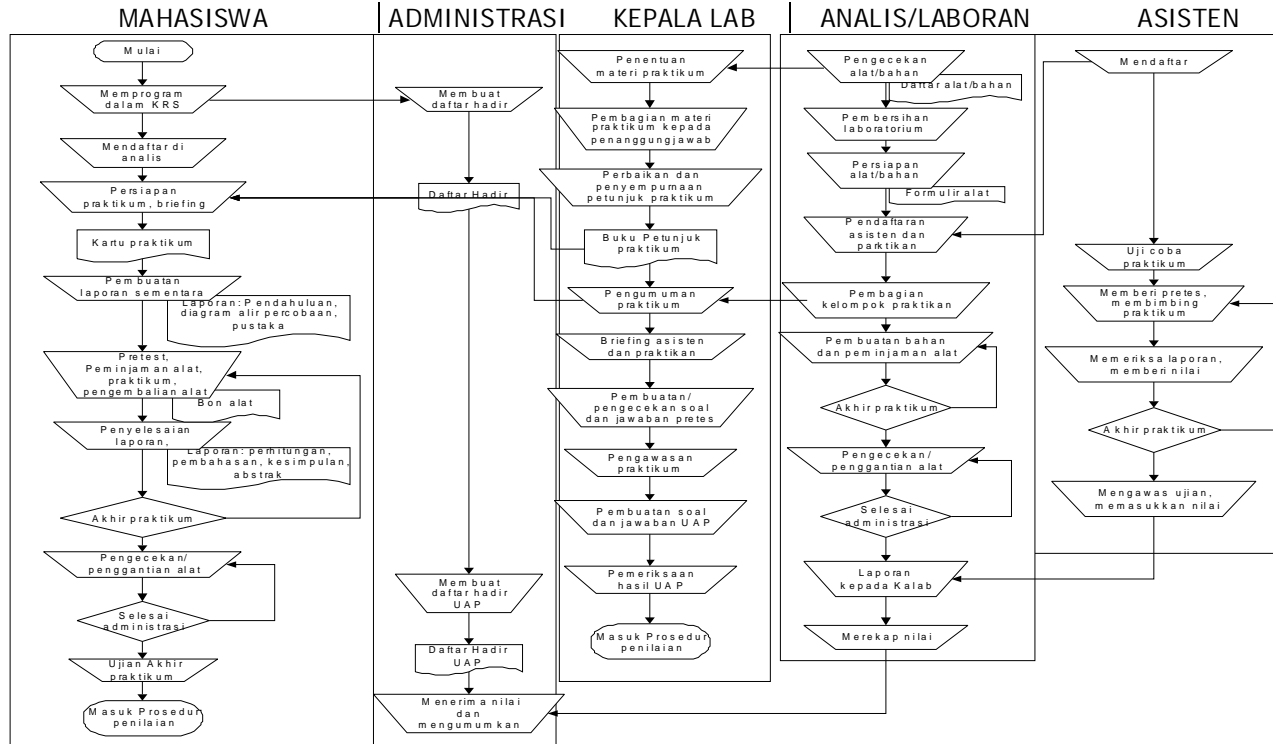 MAHASISWA
ADMINISTRASI
KEPALA LAB
ANALIS/LABORAN
ASISTEN
Mulai
Memprogram
dalam KRS
Mendaftar di
analis
Persiapan
praktikum, briefing
Kartu praktikum
Pembuatan
laporan sementara
Laporan: Pendahuluan,
diagram alir percobaan,
pustaka
Pretest,
Peminjaman alat,
praktikum,
pengembalian alat
Bon alat
Penyelesaian
laporan,
Laporan: perhitungan,
pembahasan, kesimpulan,
abstrak
Akhir praktikum
Pengecekan/
penggantian alat
Selesai
administrasi
Ujian Akhir
praktikum
Masuk Prosedur
penilaian
Membuat
daftar hadir
Daftar Hadir
Membuat
daftar hadir
UAP
Daftar Hadir
UAP
Menerima nilai
dan
mengumumkan
Penentuan
materi praktikum
Pembagian materi
praktikum kepada
penanggungjawab
Perbaikan dan
penyempurnaan
petunjuk praktikum
Buku Petunjuk
praktikum
Pengumuman
praktikum
Briefing asisten
dan praktikan
Pembuatan/
pengecekan soal
dan jawaban pretes
Pengawasan
praktikum
Pembuatan soal
dan jawaban UAP
Pemeriksaan
hasil UAP
Masuk Prosedur
penilaian
Pengecekan
alat/bahan
Daftar alat/bahan
Pembersihan
laboratorium
Persiapan
alat/bahan
Formulir alat
Pendaftaran
asisten dan
parktikan
Pembagian
kelompok praktikan
Pembuatan bahan
dan peminjaman alat
Akhir praktikum
Pengecekan/
penggantian alat
Selesai
administrasi
Laporan
kepada Kalab
Merekap nilai
Mendaftar
Uji coba
praktikum
Memberi pretes,
membimbing
praktikum
Memeriksa laporan,
memberi nilai
Akhir praktikum
Mengawas ujian,
memasukkan nilai